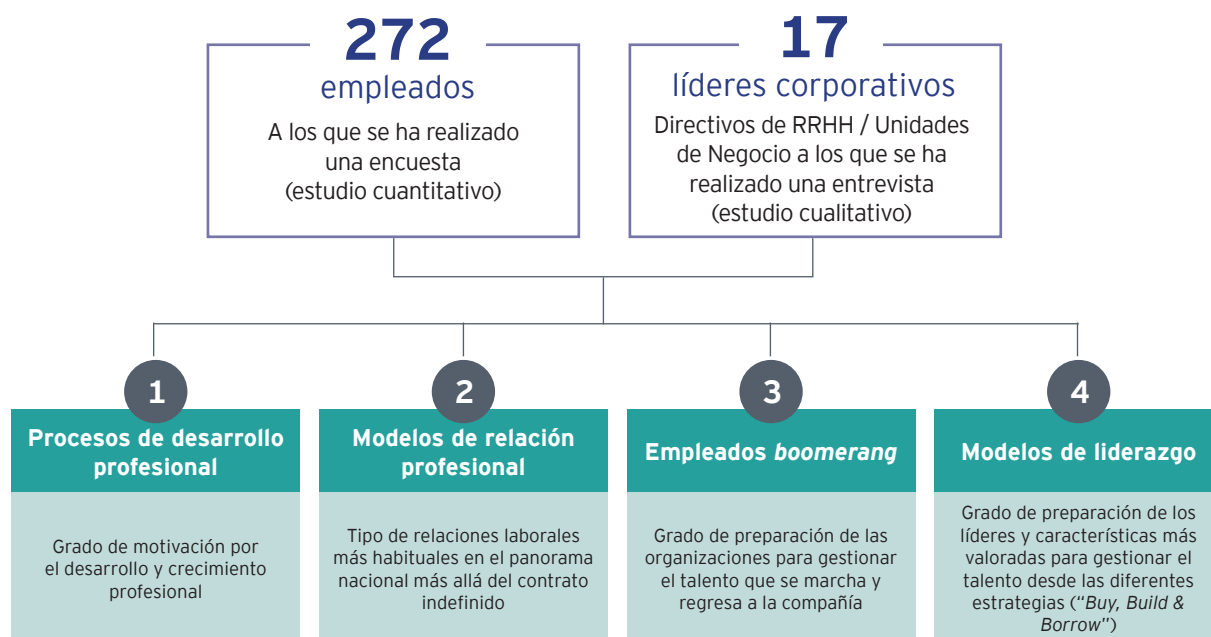 272
empleados
A los que se ha realizado
una encuesta
(estudio cuantitativo)
17
líderes corporativos
Directivos de RRHH / Unidades
de Negocio a los que se ha
realizado una entrevista
(estudio cualitativo)
1
Procesos de desarrollo
profesional
Grado de motivación por
el desarrollo y crecimiento
profesional
2
Modelos de relación
profesional
Tipo de relaciones laborales
más habituales en el panorama
nacional más allá del contrato
indefinido
3
Empleados boomerang
Grado de preparación de las
organizaciones para gestionar
el talento que se marcha y
regresa a la compañía
4
Modelos de liderazgo
Grado de preparación de los
líderes y características más
valoradas para gestionar el
talento desde las diferentes
estrategias (“Buy, Build &
Borrow”)